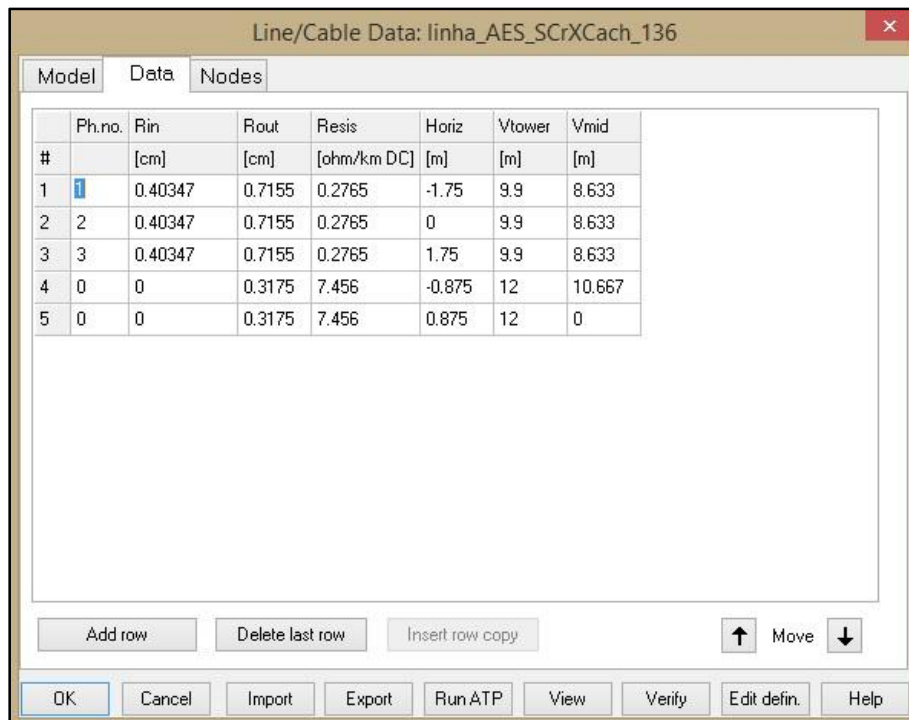 Line/Cable Data: linha_AES_SCrXCach_136
Model Data Nodes
Ph.no. Rin Rout Resis Horiz Vtower Vmid
# [cm] [cm] [ohm/km DC] [m] [m] [m]
1 1 0.40347 0.7155 0.2765 -1.75 9.9 8.633
2 2 0.40347 0.7155 0.2765 0 9.9 8.633
3 3 0.40347 0.7155 0.2765 1.75 9.9 8.633
4 0 0 0.3175 7.456 -0.875 12 10.667
5 0 0 0.3175 7.456 0.875 12 0
Add row Delete last row Insert row copy Move
OK Cancel Import Export Run ATP View Verify Edit defin. Help